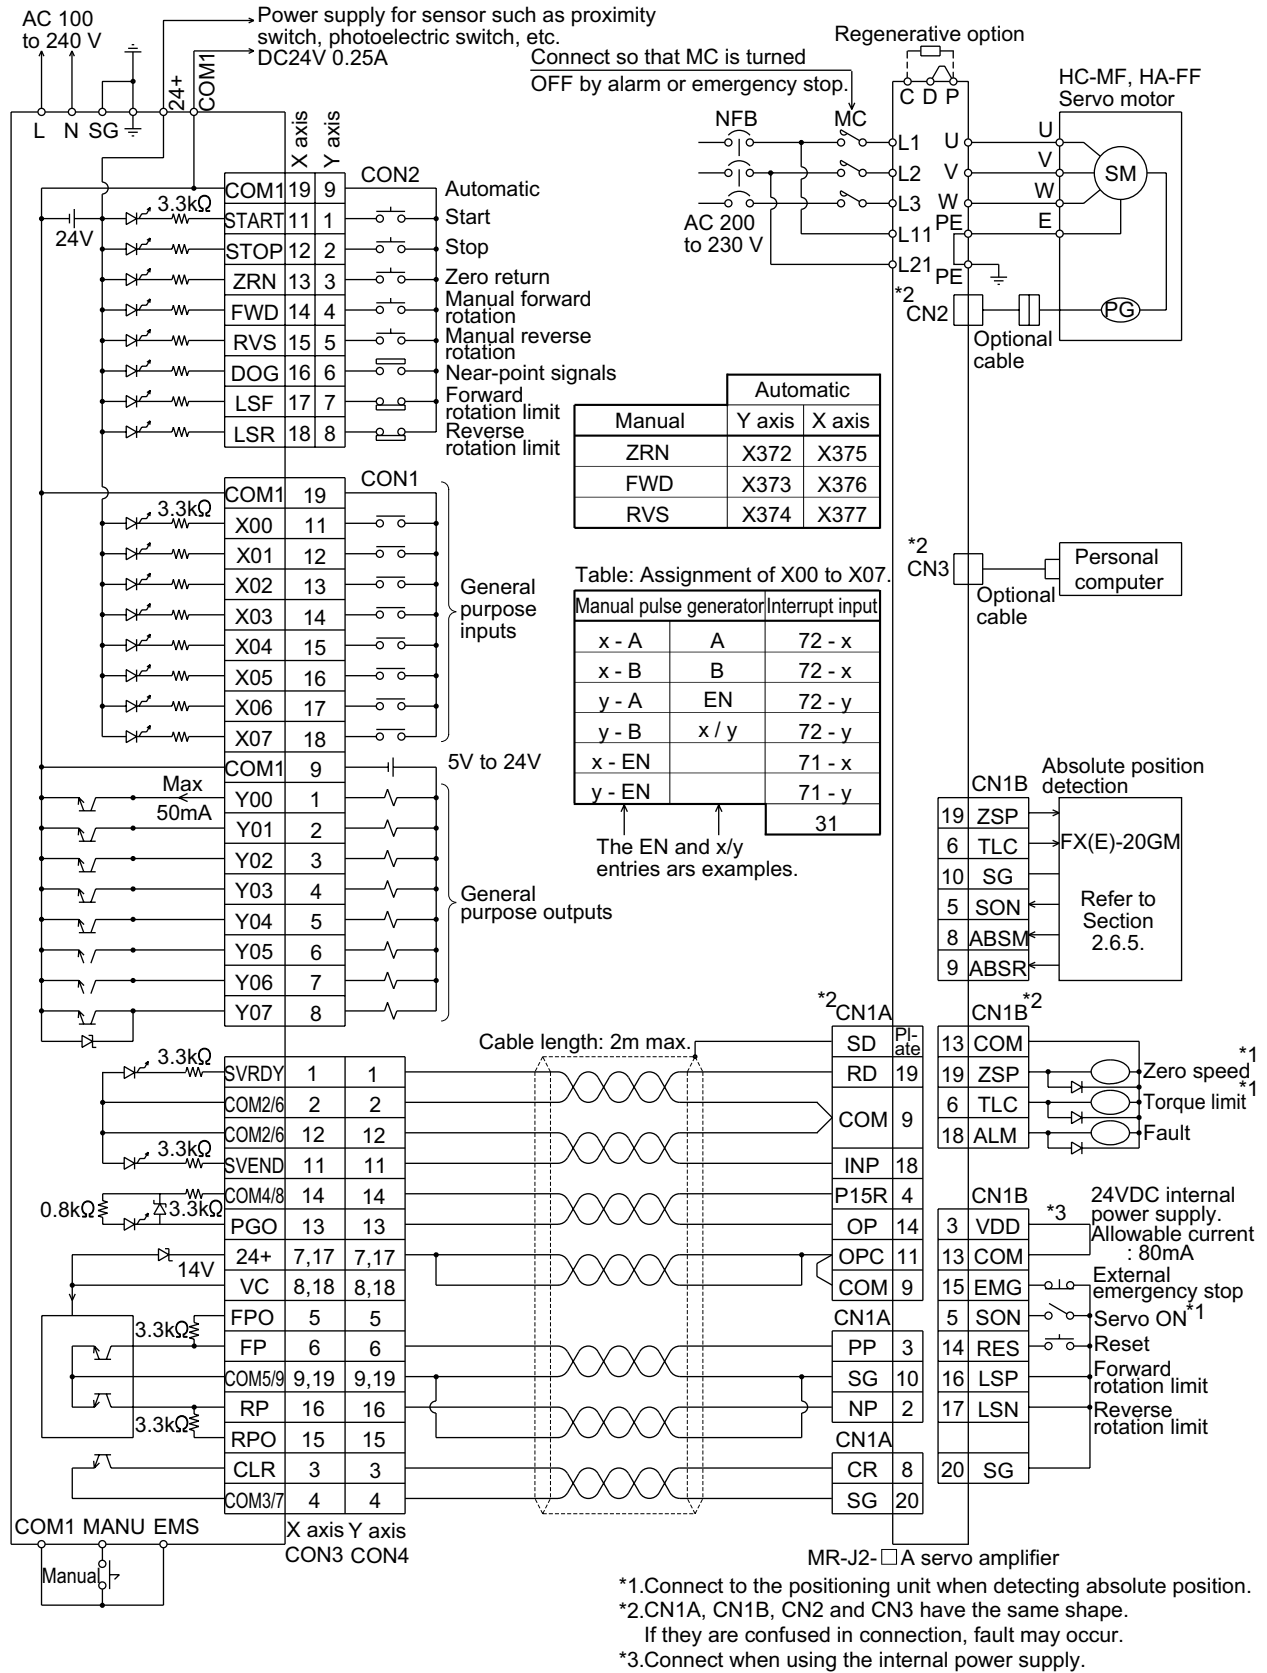 AC 100
to 240 V
Power supply for sensor such as proximity
switch, photoelectric switch, etc.
DC24V 0.25A
24+
COM1
L N SG
X axis
Y axis
Connect so that MC is turned
OFF by alarm or emergency stop.
Regenerative option
C D P
HC-MF, HA-FF
Servo motor
NFB
MC
L1
L2
L3
L11
L21
AC 200
to 230 V
U
V
W
PE
PE
U
V
W
E
SM
PG
*2
CN2
Optional
cable
CON2
COM1 19 9 Automatic
3.3kΩ
24V
START 11 1 Start
STOP 12 2 Stop
ZRN 13 3 Zero return
FWD 14 4 Manual forward
rotation
RVS 15 5 Manual reverse
rotation
DOG 16 6 Near-point signals
LSF 17 7 Forward
rotation limit
LSR 18 8 Reverse
rotation limit
Automatic
Manual Y axis X axis
ZRN X372 X375
FWD X373 X376
RVS X374 X377
CON1
COM1 19
3.3kΩ
X00 11
X01 12
X02 13
X03 14
X04 15
X05 16
X06 17
X07 18
General
purpose
inputs
*2
CN3
Optional
cable
Personal
computer
Table: Assignment of X00 to X07.
Manual pulse generator Interrupt input
x - A A 72 - x
x - B B 72 - x
y - A EN 72 - y
y - B x / y 72 - y
x - EN 71 - x
y - EN 71 - y
31
The EN and x/y
entries ars examples.
COM1 9 5V to 24V
Max
50mA
Y00 1
Y01 2
Y02 3
Y03 4
Y04 5
Y05 6
Y06 7
Y07 8
General
purpose outputs
CN1B
Absolute position
detection
19 ZSP
6 TLC
10 SG
5 SON
8 ABSM
9 ABSR
FX(E)-20GM
Refer to
Section
2.6.5.
Cable length: 2m max.
3.3kΩ
SVRDY 1 1
COM2/6 2 2
COM2/6 12 12
3.3kΩ
SVEND 11 11
0.8kΩ
3.3kΩ
COM4/8 14 14
PGO 13 13
14V
24+ 7,17 7,17
VC 8,18 8,18
FPO 5 5
3.3kΩ
FP 6 6
COM5/9 9,19 9,19
RP 16 16
3.3kΩ
RPO 15 15
CLR 3 3
COM3/7 4 4
X axis Y axis
CON3 CON4
COM1 MANU EMS
Manual
*2
CN1A
SD Pl-
ate
RD 19
COM 9
INP 18
P15R 4
OP 14
OPC 11
COM 9
CN1A
PP 3
SG 10
NP 2
CN1A
CR 8
SG 20
CN1B *2
13 COM
19 ZSP Zero speed *1
6 TLC Torque limit *1
18 ALM Fault
CN1B
3 VDD *3
13 COM
24VDC internal
power supply.
Allowable current
: 80mA
15 EMG External
emergency stop
5 SON Servo ON *1
14 RES Reset
16 LSP Forward
rotation limit
17 LSN Reverse
rotation limit
20 SG
MR-J2-□A servo amplifier
*1.Connect to the positioning unit when detecting absolute position.
*2.CN1A, CN1B, CN2 and CN3 have the same shape.
If they are confused in connection, fault may occur.
*3.Connect when using the internal power supply.